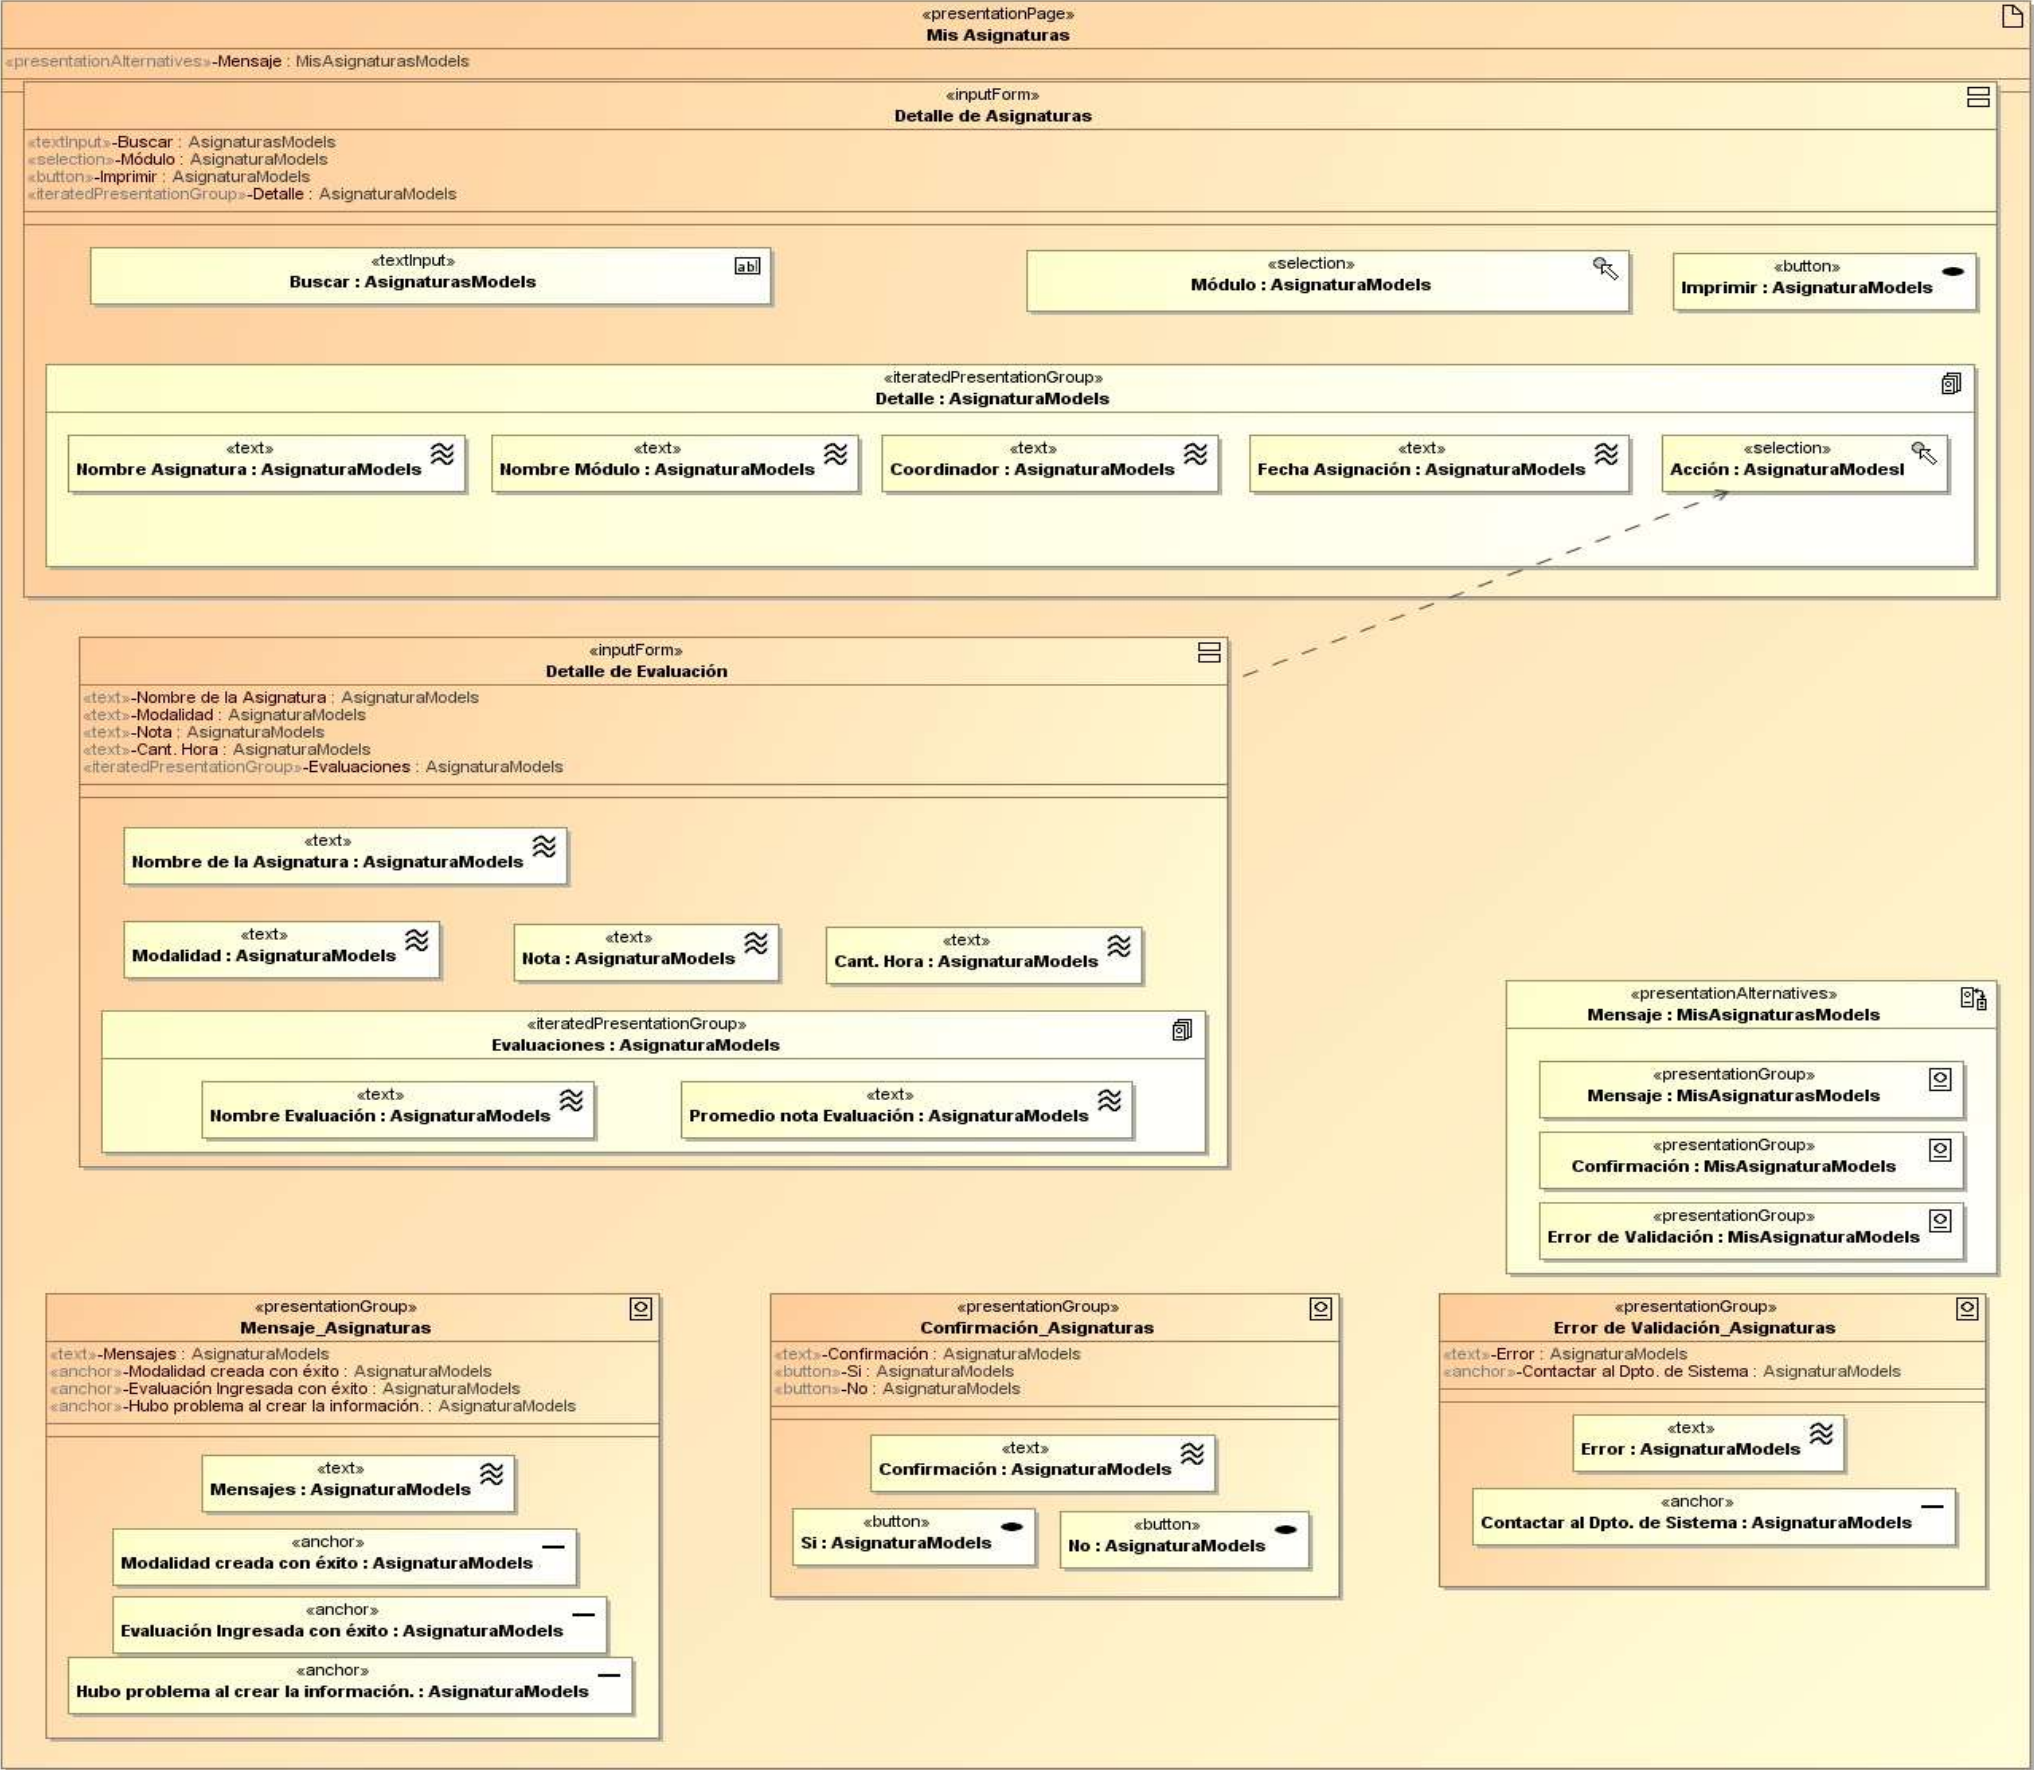 «presentationPage»
Mis Asignaturas
«presentationAlternatives»-Mensaje : MisAsignaturasModels
«inputForm»
Detalle de Asignaturas
«textInput»-Buscar : AsignaturasModels
«selection»-Módulo : AsignaturaModels
«button»-Imprimir : AsignaturaModels
«iteratedPresentationGroup»-Detalle : AsignaturaModels
«textInput»
Buscar : AsignaturasModels
ab|
«selection»
Módulo : AsignaturaModels
«button»
Imprimir : AsignaturaModels
«iteratedPresentationGroup»
Detalle : AsignaturaModels
«text»
Nombre Asignatura : AsignaturaModels
«text»
Nombre Módulo : AsignaturaModels
«text»
Coordinador : AsignaturaModels
«text»
Fecha Asignación : AsignaturaModels
«selection»
Acción : AsignaturaModesl
«inputForm»
Detalle de Evaluación
«text»-Nombre de la Asignatura : AsignaturaModels
«text»-Modalidad : AsignaturaModels
«text»-Nota : AsignaturaModels
«text»-Cant. Hora : AsignaturaModels
«iteratedPresentationGroup»-Evaluaciones : AsignaturaModels
«text»
Nombre de la Asignatura : AsignaturaModels
«text»
Modalidad : AsignaturaModels
«text»
Nota : AsignaturaModels
«text»
Cant. Hora : AsignaturaModels
«iteratedPresentationGroup»
Evaluaciones : AsignaturaModels
«text»
Nombre Evaluación : AsignaturaModels
«text»
Promedio nota Evaluación : AsignaturaModels
«presentationAlternatives»
Mensaje : MisAsignaturasModels
«presentationGroup»
Mensaje : MisAsignaturasModels
«presentationGroup»
Confirmación : MisAsignaturaModels
«presentationGroup»
Error de Validación : MisAsignaturaModels
«presentationGroup»
Mensaje_Asignaturas
«text»-Mensajes : AsignaturaModels
«anchor»-Modalidad creada con éxito : AsignaturaModels
«anchor»-Evaluación Ingresada con éxito : AsignaturaModels
«anchor»-Hubo problema al crear la información. : AsignaturaModels
«text»
Mensajes : AsignaturaModels
«anchor»
Modalidad creada con éxito : AsignaturaModels
«anchor»
Evaluación Ingresada con éxito : AsignaturaModels
«anchor»
Hubo problema al crear la información. : AsignaturaModels
«presentationGroup»
Confirmación_Asignaturas
«text»-Confirmación : AsignaturaModels
«button»-Si : AsignaturaModels
«button»-No : AsignaturaModels
«text»
Confirmación : AsignaturaModels
«button»
Si : AsignaturaModels
«button»
No : AsignaturaModels
«presentationGroup»
Error de Validación_Asignaturas
«text»-Error : AsignaturaModels
«anchor»-Contactar al Dpto. de Sistema : AsignaturaModels
«text»
Error : AsignaturaModels
«anchor»
Contactar al Dpto. de Sistema : AsignaturaModels